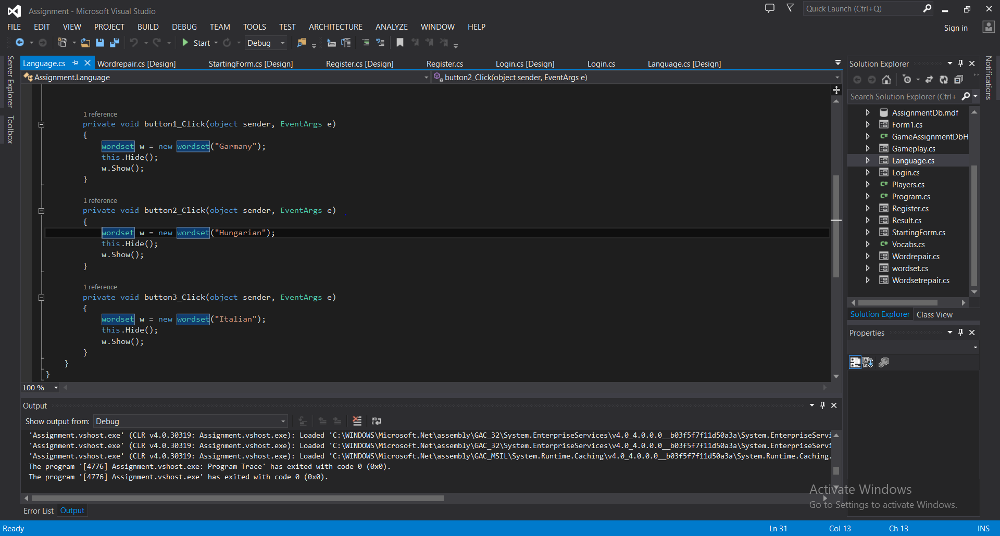 Assignment - Microsoft Visual Studio
Quick Launch (Ctrl+Q)
FILE EDIT VIEW PROJECT BUILD DEBUG TEAM TOOLS TEST ARCHITECTURE ANALYZE WINDOW HELP
Sign in
Start
Debug
Server Explorer
Toolbox
Language.cs
Wordrepair.cs [Design]
StartingForm.cs [Design]
Register.cs [Design]
Register.cs
Login.cs [Design]
Login.cs
Language.cs [Design]
Assignment.Language
button2_Click(object sender, EventArgs e)
1 reference
private void button1_Click(object sender, EventArgs e)
{
wordset w = new wordset("Garmany");
this.Hide();
w.Show();
}
1 reference
private void button2_Click(object sender, EventArgs e)
{
wordset w = new wordset("Hungarian");
this.Hide();
w.Show();
}
1 reference
private void button3_Click(object sender, EventArgs e)
{
wordset w = new wordset("Italian");
this.Hide();
w.Show();
}
}
}
100 %
Output
Show output from: Debug
'Assignment.vshost.exe' (CLR v4.0.30319: Assignment.vshost.exe): Loaded 'C:\WINDOWS\Microsoft.Net\assembly\GAC_32\System.EnterpriseServices\v4.0_4.0.0.0__b03f5f7f11d50a3a\System.EnterpriseServi
'Assignment.vshost.exe' (CLR v4.0.30319: Assignment.vshost.exe): Loaded 'C:\WINDOWS\Microsoft.Net\assembly\GAC_32\System.EnterpriseServices\v4.0_4.0.0.0__b03f5f7f11d50a3a\System.EnterpriseServi
'Assignment.vshost.exe' (CLR v4.0.30319: Assignment.vshost.exe): Loaded 'C:\WINDOWS\Microsoft.Net\assembly\GAC_MSIL\System.Runtime.Caching\v4.0_4.0.0.0__b03f5f7f11d50a3a\System.Runtime.Caching.
The program '[4776] Assignment.vshost.exe: Program Trace' has exited with code 0 (0x0).
The program '[4776] Assignment.vshost.exe' has exited with code 0 (0x0).
Error List
Output
Solution Explorer
Search Solution Explorer (Ctrl+
AssignmentDb.mdf
Form1.cs
C# GameAssignmentDbH
Gameplay.cs
Language.cs
Login.cs
C# Players.cs
C# Program.cs
Register.cs
Result.cs
StartingForm.cs
C# Vocabs.cs
Wordrepair.cs
wordset.cs
Wordsetrepair.cs
Solution Explorer
Class View
Properties
Notifications
Activate Windows
Go to Settings to activate Windows.
Ready
Ln 31
Col 13
Ch 13
INS